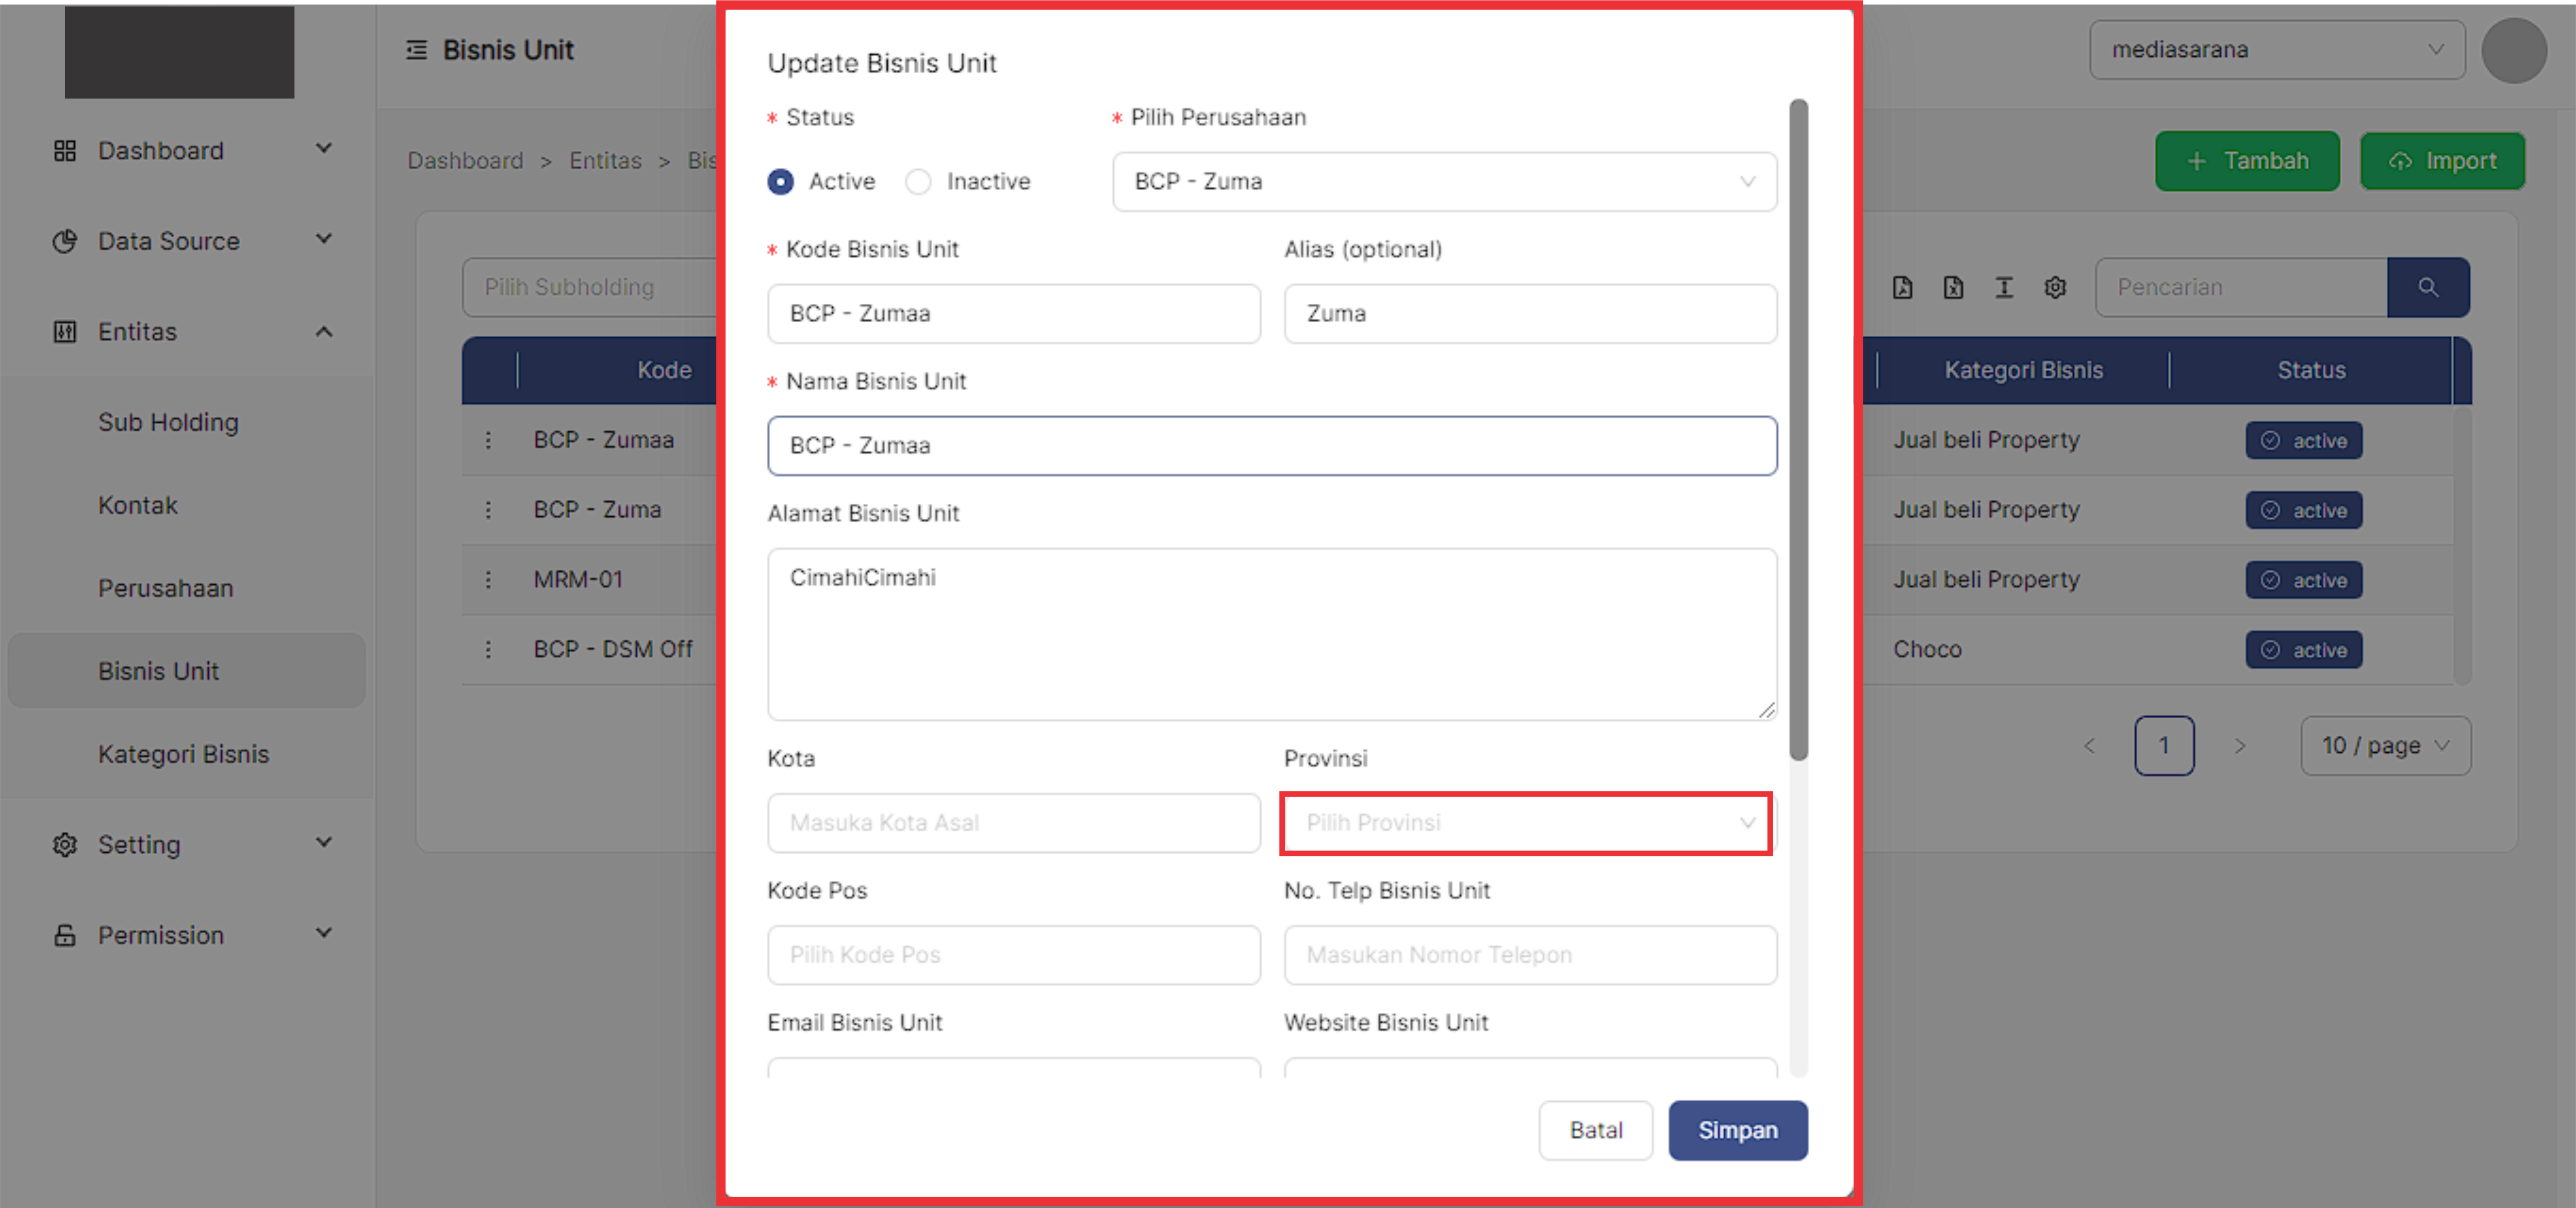 Bisnis Unit
mediasarana
Dashboard
Data Source
Entitas
Sub Holding
Kontak
Perusahaan
Bisnis Unit
Kategori Bisnis
Setting
Permission
Dashboard > Entitas > Bis
+ Tambah
Import
Pilih Subholding
Pencarian
Kode
Kategori Bisnis
Status
BCP - Zumaa
Jual beli Property
active
BCP - Zuma
Jual beli Property
active
MRM-01
Jual beli Property
active
BCP - DSM Off
Choco
active
< 1 >
10 / page
Update Bisnis Unit
* Status
* Pilih Perusahaan
Active
Inactive
BCP - Zuma
* Kode Bisnis Unit
Alias (optional)
BCP - Zumaa
Zuma
* Nama Bisnis Unit
BCP - Zumaa
Alamat Bisnis Unit
CimahiCimahi
Kota
Provinsi
Masuka Kota Asal
Pilih Provinsi
Kode Pos
No. Telp Bisnis Unit
Pilih Kode Pos
Masukan Nomor Telepon
Email Bisnis Unit
Website Bisnis Unit
Batal
Simpan